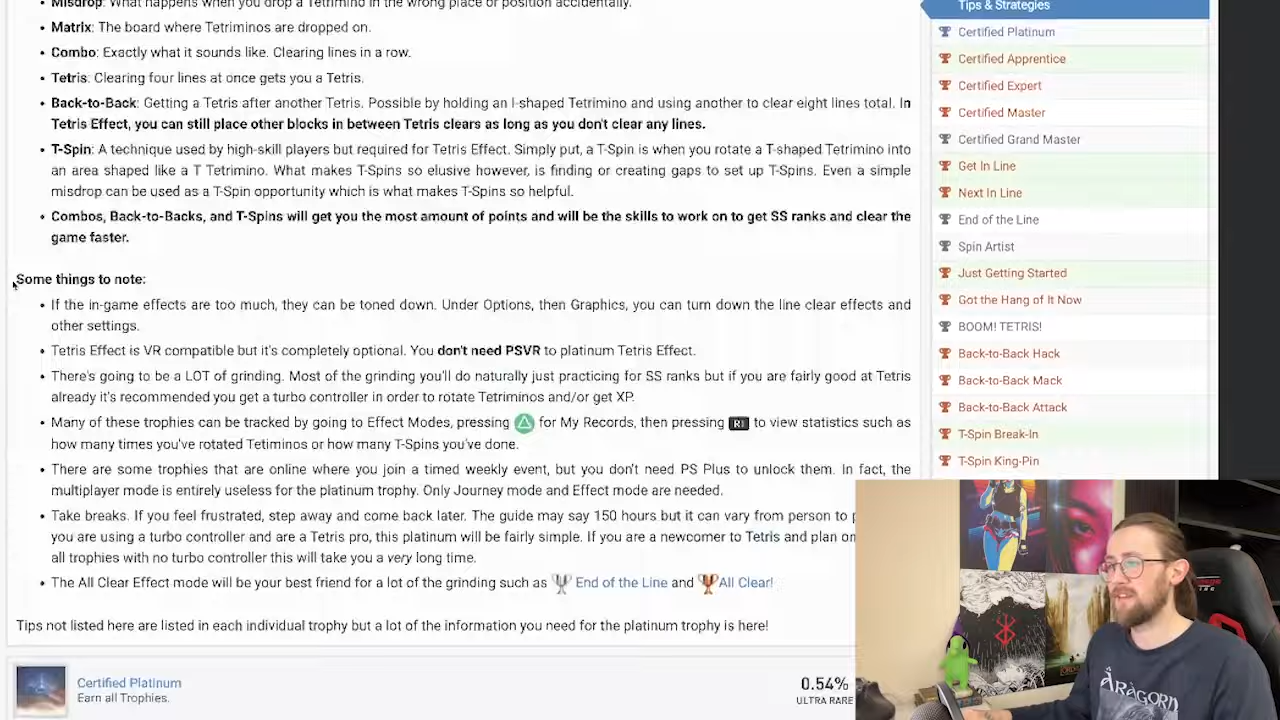 Misdrop: What happens when you drop a Tetrimino in the wrong place or position accidentally.
Matrix: The board where Tetriminos are dropped on.
Combo: Exactly what it sounds like. Clearing lines in a row.
Tetris: Clearing four lines at once gets you a Tetris.
Back-to-Back: Getting a Tetris after another Tetris. Possible by holding an I-shaped Tetrimino and using another to clear eight lines total. In
Tetris Effect, you can still place other blocks in between Tetris clears as long as you don't clear any lines.
T-Spin: A technique used by high-skill players but required for Tetris Effect. Simply put, a T-Spin is when you rotate a T-shaped Tetrimino into
an area shaped like a T Tetrimino. What makes T-Spins so elusive however, is finding or creating gaps to set up T-Spins. Even a simple
misdrop can be used as a T-Spin opportunity which is what makes T-Spins so helpful.
Combos, Back-to-Backs, and T-Spins will get you the most amount of points and will be the skills to work on to get SS ranks and clear the
game faster.
Some things to note:
If the in-game effects are too much, they can be toned down. Under Options, then Graphics, you can turn down the line clear effects and
other settings.
Tetris Effect is VR compatible but it's completely optional. You don't need PSVR to platinum Tetris Effect.
There's going to be a LOT of grinding. Most of the grinding you'll do naturally just practicing for SS ranks but if you are fairly good at Tetris
already it's recommended you get a turbo controller in order to rotate Tetriminos and/or get XP.
Many of these trophies can be tracked by going to Effect Modes, pressing for My Records, then pressing R1 to view statistics such as
how many times you've rotated Tetiminos or how many T-Spins you've done.
There are some trophies that are online where you join a timed weekly event, but you don't need PS Plus to unlock them. In fact, the
multiplayer mode is entirely useless for the platinum trophy. Only Journey mode and Effect mode are needed.
Take breaks. If you feel frustrated, step away and come back later. The guide may say 150 hours but it can vary from person to p
you are using a turbo controller and are a Tetris pro, this platinum will be fairly simple. If you are a newcomer to Tetris and plan on
all trophies with no turbo controller this will take you a very long time.
The All Clear Effect mode will be your best friend for a lot of the grinding such as End of the Line and All Clear!
Tips not listed here are listed in each individual trophy but a lot of the information you need for the platinum trophy is here!
Certified Platinum
Earn all Trophies.
0.54%
ULTRA RARE
Tips & Strategies
Certified Platinum
Certified Apprentice
Certified Expert
Certified Master
Certified Grand Master
Get In Line
Next In Line
End of the Line
Spin Artist
Just Getting Started
Got the Hang of It Now
BOOM! TETRIS!
Back-to-Back Hack
Back-to-Back Mack
Back-to-Back Attack
T-Spin Break-In
T-Spin King-Pin
ARAGORN